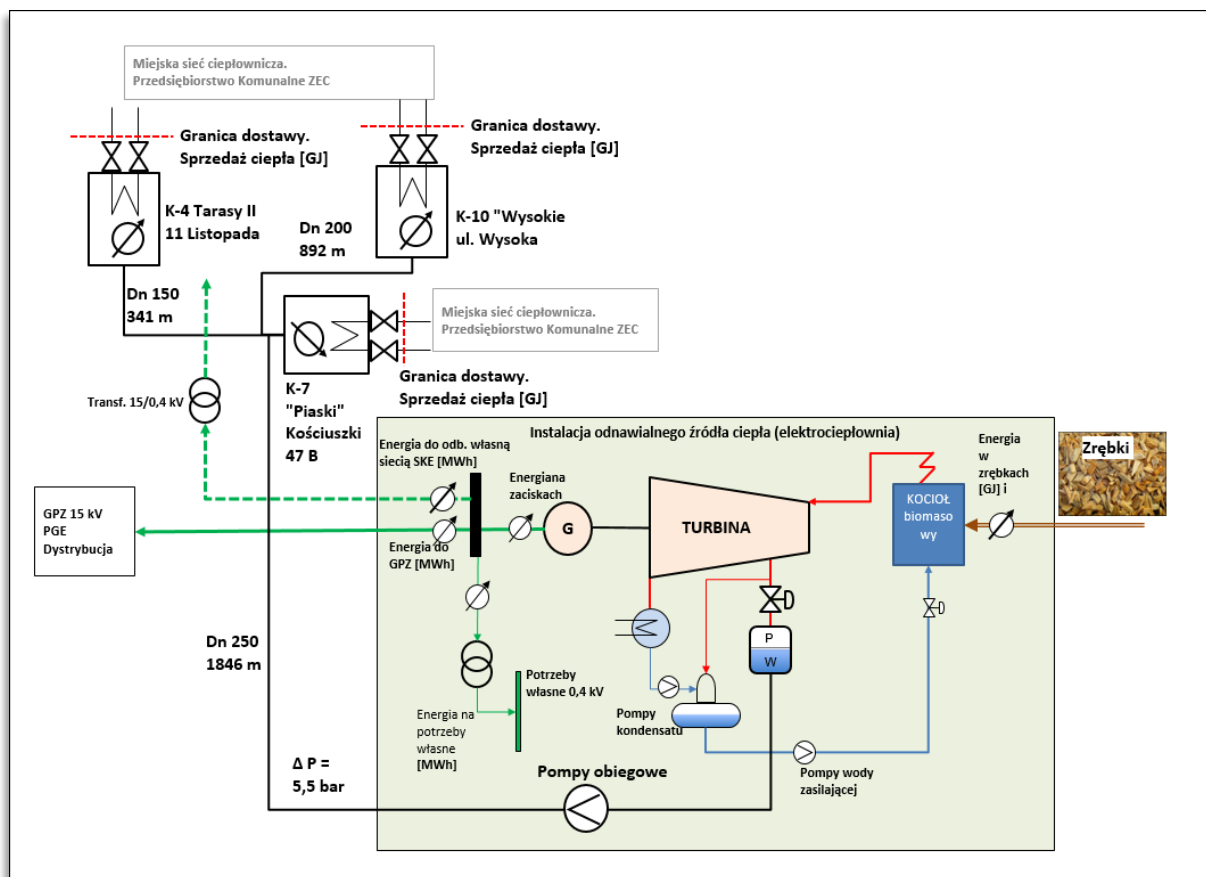 Miejska sieć ciepłownicza.
Przedsiębiorstwo Komunalne ZEC
Granica dostawy.
Sprzedaż ciepła [GJ]
Granica dostawy.
Sprzedaż ciepła [GJ]
K-4 Tarasy II
11 Listopada
Dn 200
892 m
K-10 "Wysokie
ul. Wysoka
Dn 150
341 m
Miejska sieć ciepłownicza.
Przedsiębiorstwo Komunalne ZEC
Granica dostawy.
Sprzedaż ciepła [GJ]
K-7
"Piaski"
Kościuszki
47 B
Transf. 15/0,4 kV
Instalacja odnawialnego źródła ciepła (elektrociepłownia)
Energia do odb. własną
siecią SKE [MWh]
Energiana
zaciskach
Energia
w
zrębkach
[GJ] i
Zrębki
GPZ 15 kV
PGE
Dystrybucja
G
TURBINA
KOCIOŁ
biomaso
wy
Energia do
GPZ [MWh]
Dn 250
1846 m
P
W
Potrzeby
własne 0,4 kV
Energia na
potrzeby
własne
[MWh]
Pompy
kondensatu
Pompy wody
zasilającej
Δ P =
5,5 bar
Pompy obiegowe